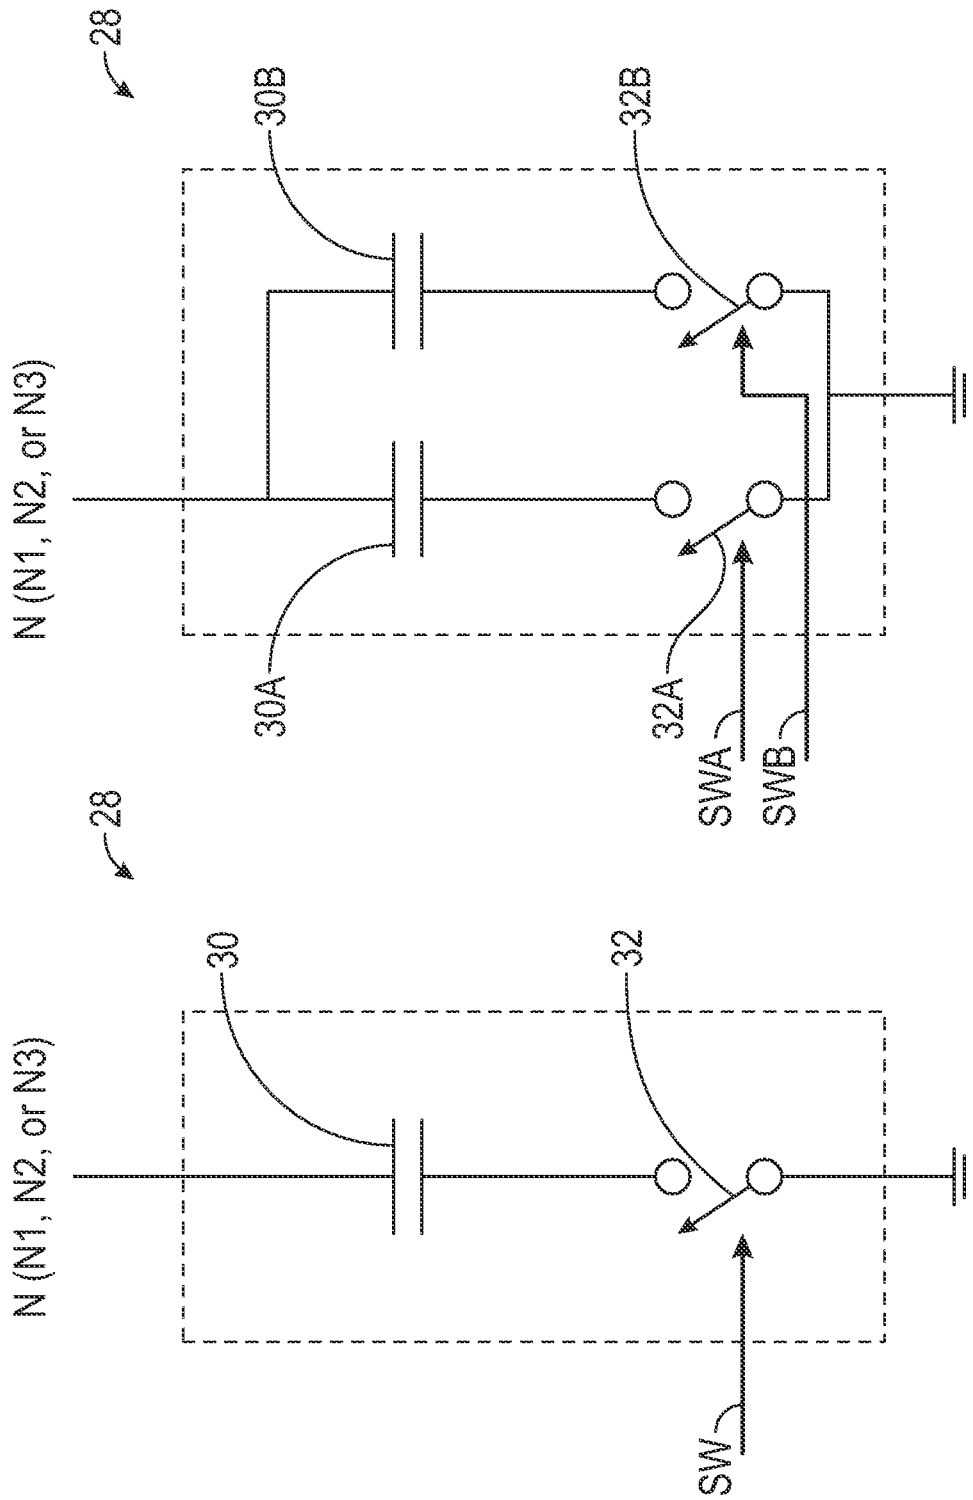 28
N (N1, N2, or N3)
30
32
SW
28
N (N1, N2, or N3)
30A
30B
32A
32B
SWA
SWB